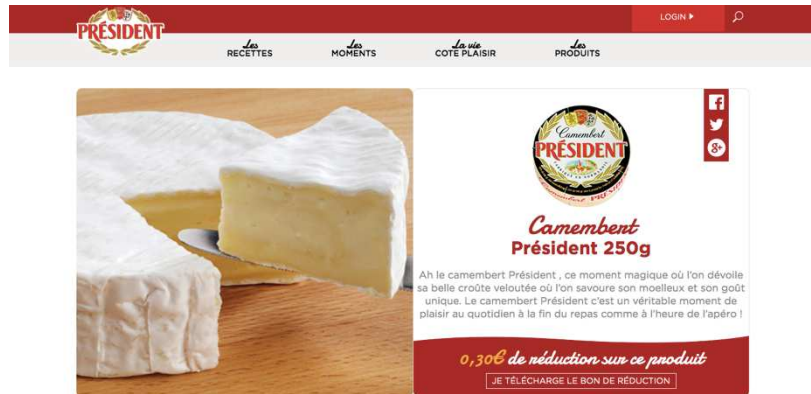 PRÉSIDENT
LOGIN
Les
RECETTES
Les
MOMENTS
La vie
COTÉ PLAISIR
Les
PRODUITS
Camembert
PRÉSIDENT
Camembert
Président 250g
Ah le camembert Président , ce moment magique où l'on dévoile
sa belle croûte veloutée où l'on savoure son moelleux et son goût
unique. Le camembert Président c'est un véritable moment de
plaisir au quotidien à la fin du repas comme à l'heure de l'apéro !
0,30€ de réduction sur ce produit
JE TÉLÉCHARGE LE BON DE RÉDUCTION